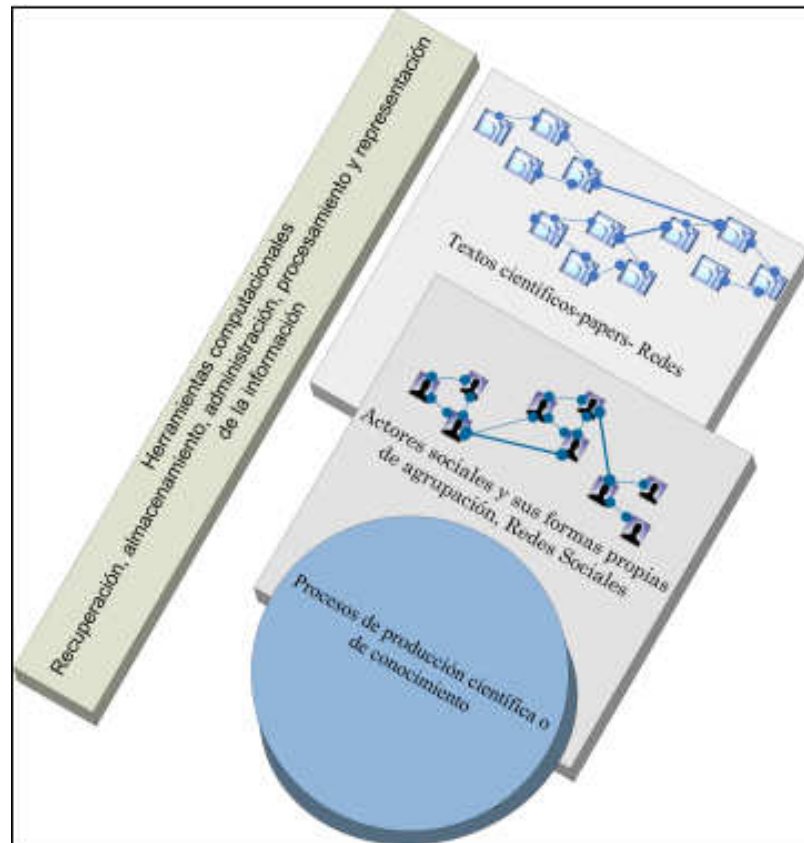 Herramientas computacionales
Recuperación, almacenamiento, administración, procesamiento y representación
de la información
Textos científicos-papers- Redes
Actores sociales y sus formas propias
de agrupación, Redes Sociales
Procesos de producción científica o
de conocimiento